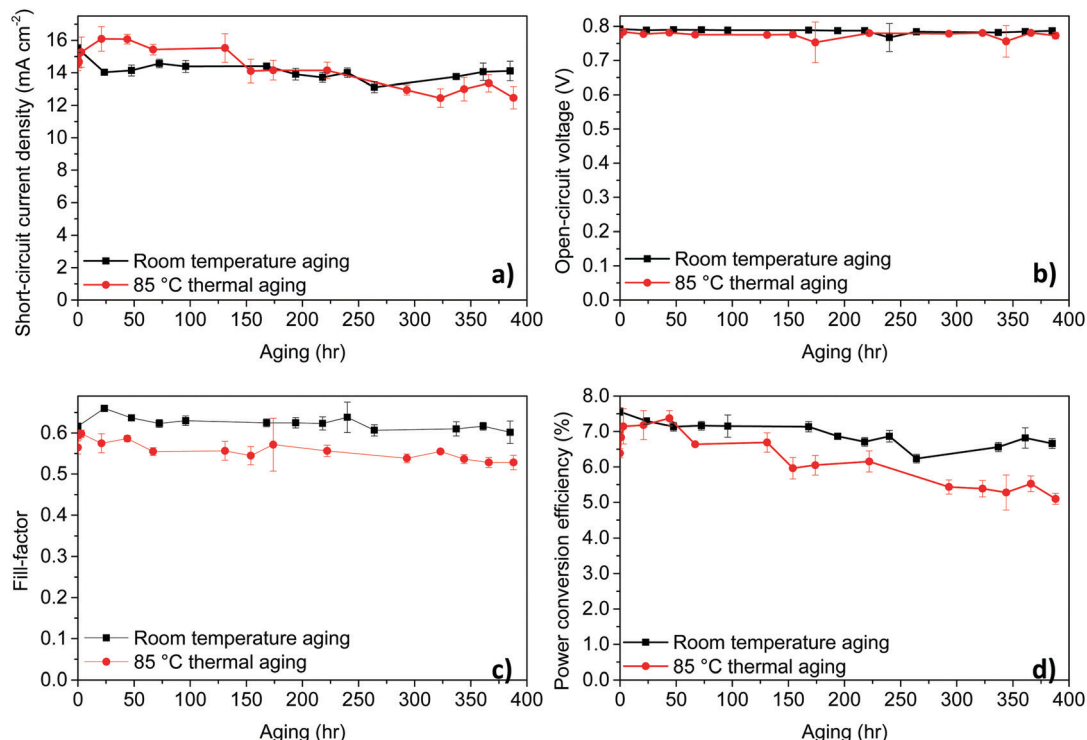 Short-circuit current density (mA cm⁻²)
16
14
12
10
8
6
4
2
0
Room temperature aging
85 °C thermal aging
a)
0 50 100 150 200 250 300 350 400
Aging (hr)
Open-circuit voltage (V)
0.8
0.7
0.6
0.5
0.4
0.3
0.2
0.1
0.0
Room temperature aging
85 °C thermal aging
b)
0 50 100 150 200 250 300 350 400
Aging (hr)
Fill-factor
0.6
0.5
0.4
0.3
0.2
0.1
0.0
Room temperature aging
85 °C thermal aging
c)
0 50 100 150 200 250 300 350 400
Aging (hr)
Power conversion efficiency (%)
8.0
7.0
6.0
5.0
4.0
3.0
2.0
1.0
0.0
Room temperature aging
85 °C thermal aging
d)
0 50 100 150 200 250 300 350 400
Aging (hr)